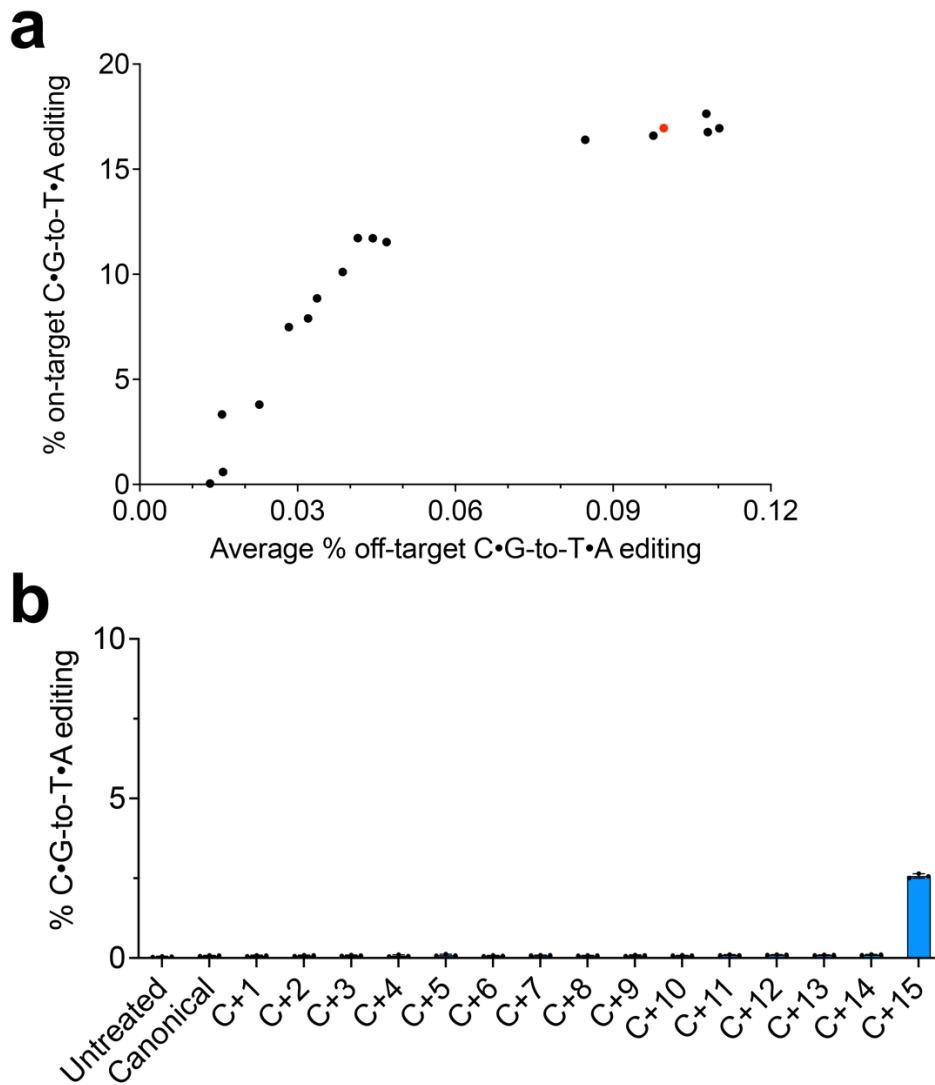 a
% on-target C•G-to-T•A editing
20
15
10
5
0
0.00 0.03 0.06 0.09 0.12
Average % off-target C•G-to-T•A editing
b
% C•G-to-T•A editing
10
5
0
Untreated
Canonical
C+1
C+2
C+3
C+4
C+5
C+6
C+7
C+8
C+9
C+10
C+11
C+12
C+13
C+14
C+15